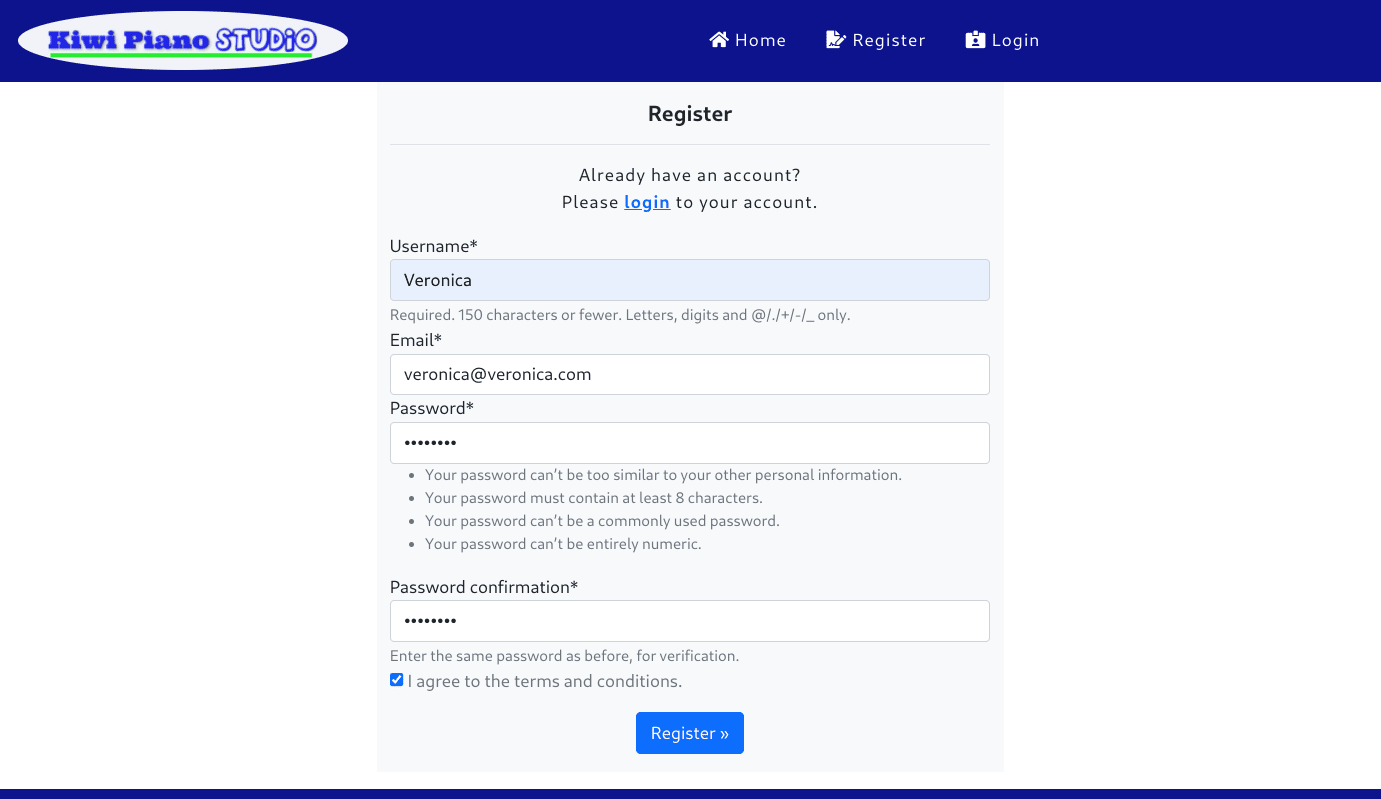 Kiwi Piano STUDiO
Home
Register
Login
Register
Already have an account?
Please login to your account.
Username*
Veronica
Required. 150 characters or fewer. Letters, digits and @/./+/-/_ only.
Email*
veronica@veronica.com
Password*
••••••••
• Your password can’t be too similar to your other personal information.
• Your password must contain at least 8 characters.
• Your password can’t be a commonly used password.
• Your password can’t be entirely numeric.
Password confirmation*
••••••••
Enter the same password as before, for verification.
I agree to the terms and conditions.
Register »